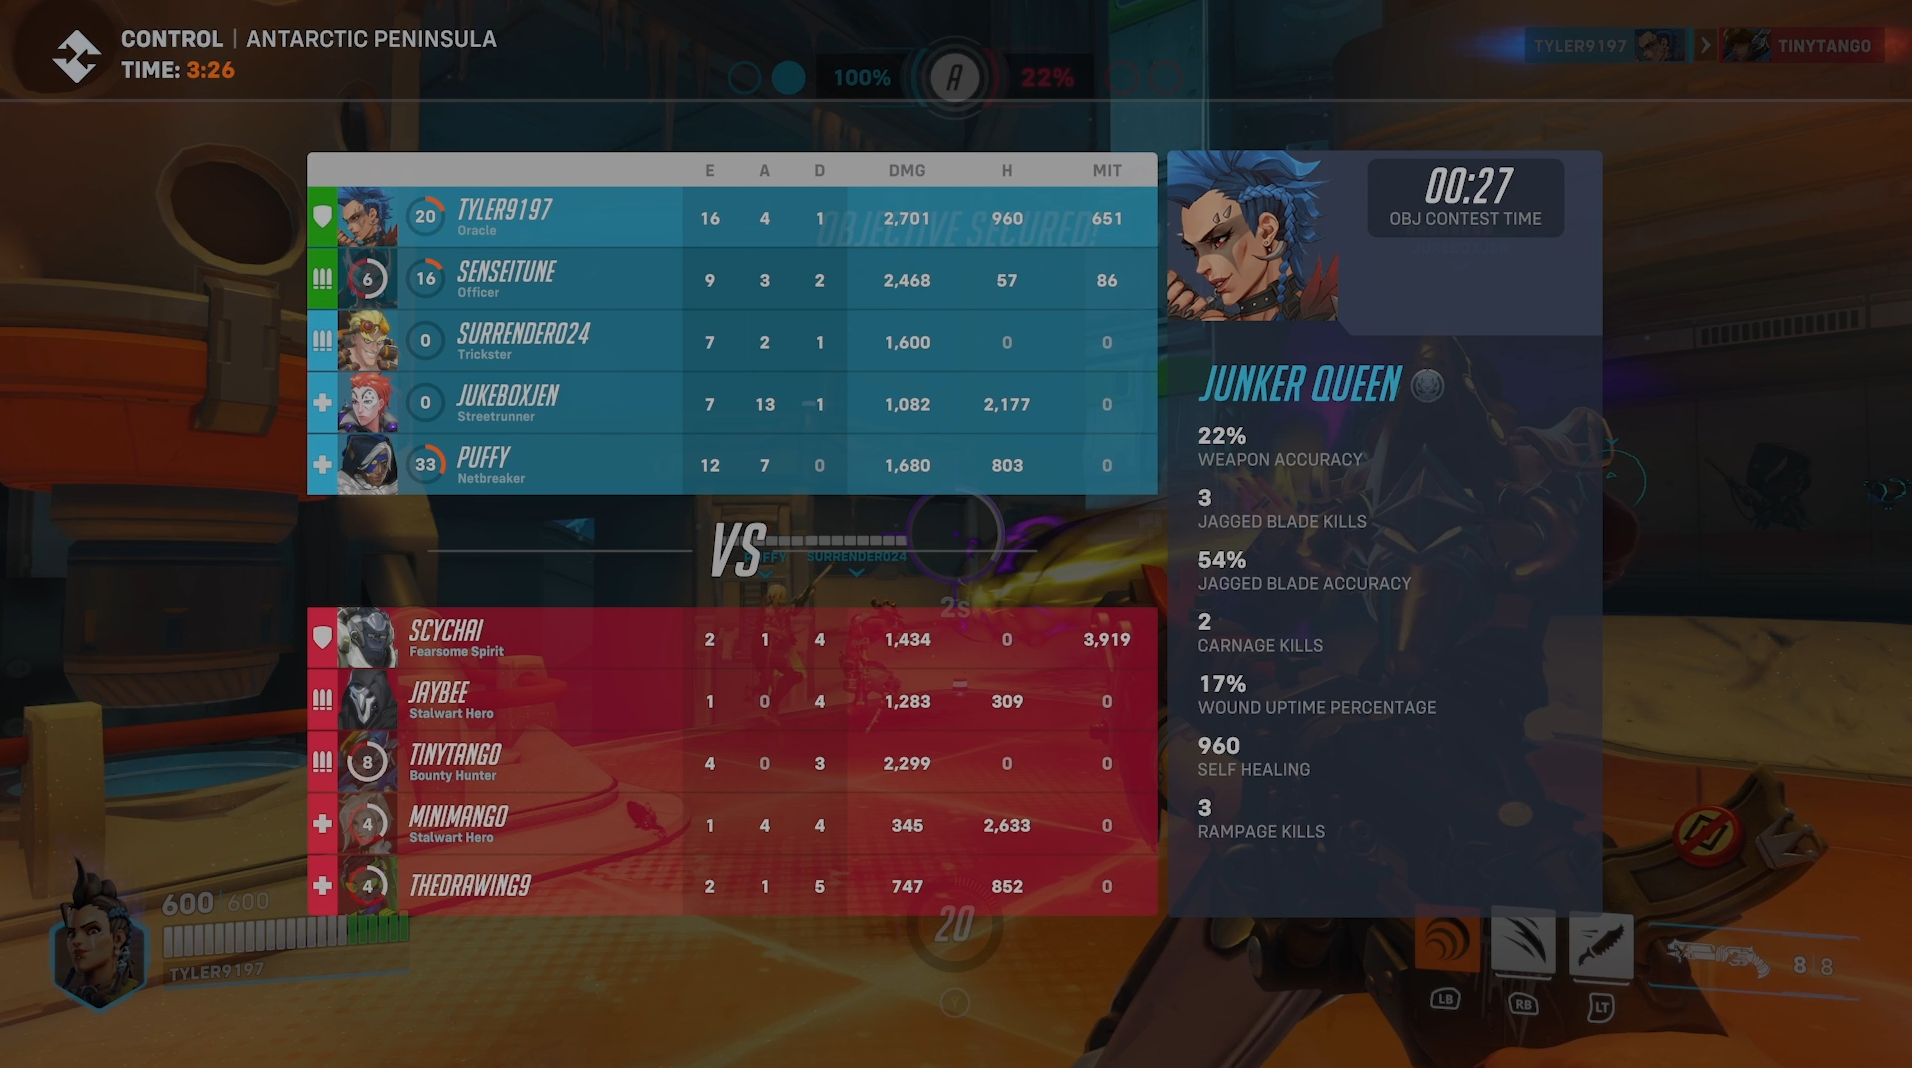 CONTROL | ANTARCTIC PENINSULA
TIME: 3:26
100% A 22%
TYLER9197 > TINYTANGO
E A D DMG H MIT
20 TYLER9197 16 4 1 2,701 960 651
Oracle
OBJECTIVE SECURED!
6 16 SENSEITUNE 9 3 2 2,468 57 86
Officer
0 SURRENDER024 7 2 1 1,600 0 0
Trickster
0 JUKEBOXJEN 7 13 1 1,082 2,177 0
Streetrunner
33 PUFFY 12 7 0 1,680 803 0
Netbreaker
VS
PUFFY SURRENDER024
2s
SCYCHAI 2 1 4 1,434 0 3,919
Fearsome Spirit
JAYBEE 1 0 4 1,283 309 0
Stalwart Hero
8 TINYTANGO 4 0 3 2,299 0 0
Bounty Hunter
4 MINIMANGO 1 4 4 345 2,633 0
Stalwart Hero
4 THEDRAWING9 2 1 5 747 852 0
00:27
OBJ CONTEST TIME
JUNKER QUEEN
22%
WEAPON ACCURACY
3
JAGGED BLADE KILLS
54%
JAGGED BLADE ACCURACY
2
CARNAGE KILLS
17%
WOUND UPTIME PERCENTAGE
960
SELF HEALING
3
RAMPAGE KILLS
600 600
TYLER9197
20
Y
8 | 8
LB RB LT